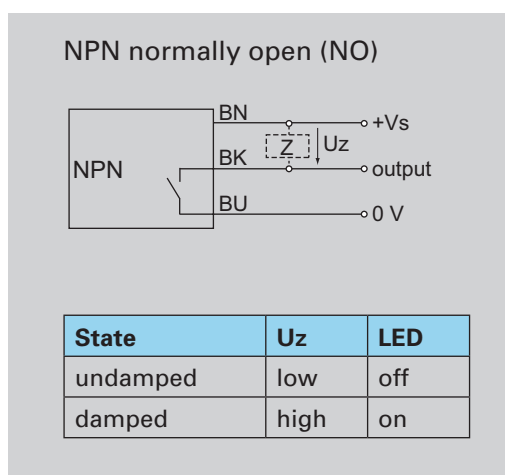 NPN normally open (NO)
BN
+Vs
Z Uz
NPN
BK
output
BU
0 V
State Uz LED
undamped low off
damped high on